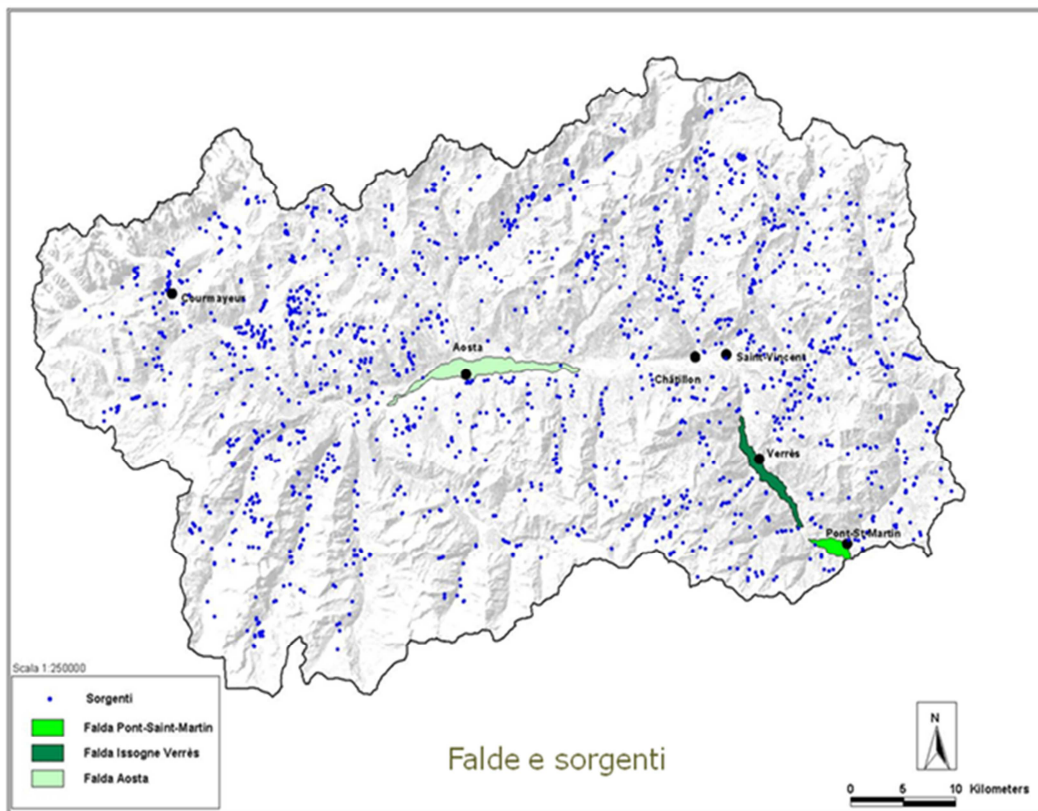 Courmayeus
Aosta
Saint-Vincent
Châtillon
Verrès
Pont-St-Martin
Scala 1:250000
Sorgenti
Falda Pont-Saint-Martin
Falda Issogne Verrès
Falda Aosta
Falde e sorgenti
N
0 5 10 Kilometers